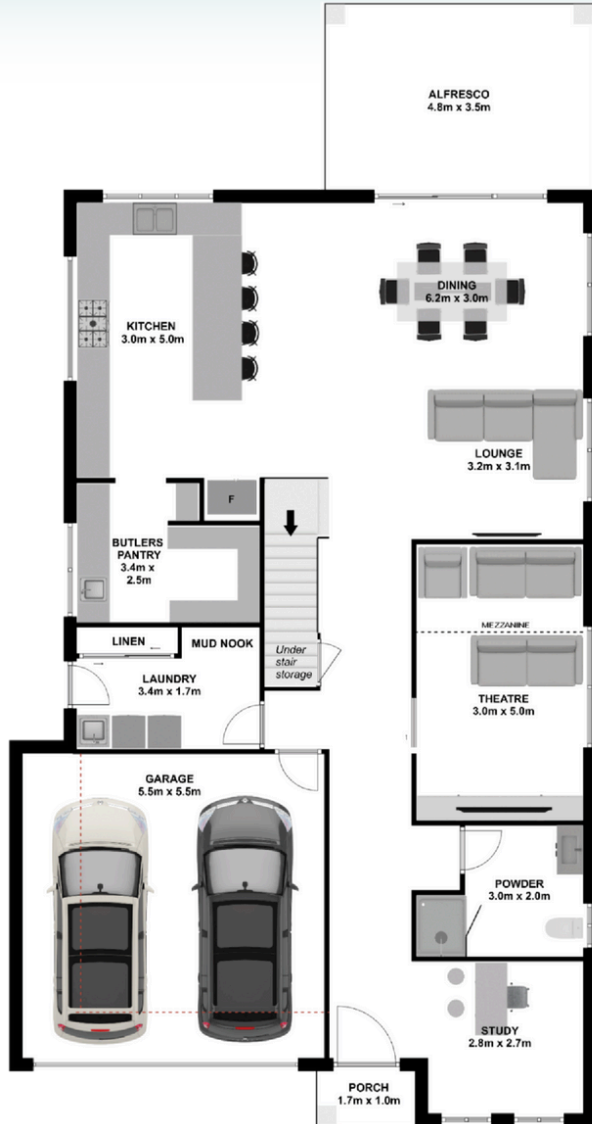 ALFRESCO
4.8m x 3.5m
DINING
6.2m x 3.0m
KITCHEN
3.0m x 5.0m
LOUNGE
3.2m x 3.1m
F
BUTLERS
PANTRY
3.4m x
2.5m
MEZZANINE
LINEN
MUD NOOK
Under
stair
storage
LAUNDRY
3.4m x 1.7m
THEATRE
3.0m x 5.0m
GARAGE
5.5m x 5.5m
POWDER
3.0m x 2.0m
STUDY
2.8m x 2.7m
PORCH
1.7m x 1.0m